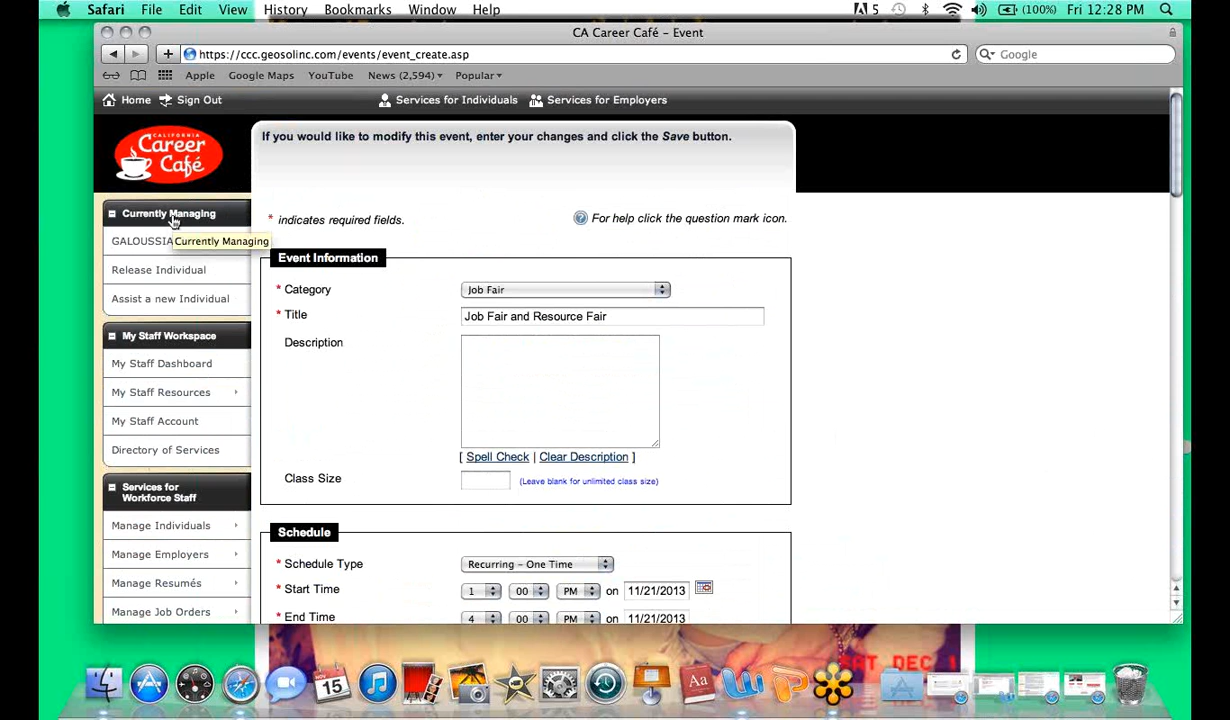 Safari File Edit View History Bookmarks Window Help 5 (100%) Fri 12:28 PM
CA Career Café – Event
https://ccc.geosolinc.com/events/event_create.asp Google
Apple Google Maps YouTube News (2,594) Popular
Home Sign Out Services for Individuals Services for Employers
CALIFORNIA
Career
Café
If you would like to modify this event, enter your changes and click the Save button.
Currently Managing
GALOUSSIA
Currently Managing
Release Individual
Assist a new Individual
My Staff Workspace
My Staff Dashboard
My Staff Resources
My Staff Account
Directory of Services
Services for
Workforce Staff
Manage Individuals
Manage Employers
Manage Resumés
Manage Job Orders
* indicates required fields. For help click the question mark icon.
Event Information
* Category Job Fair
* Title Job Fair and Resource Fair
Description
[ Spell Check | Clear Description ]
Class Size (Leave blank for unlimited class size)
Schedule
* Schedule Type Recurring – One Time
* Start Time 1 00 PM on 11/21/2013
* End Time 4 00 PM on 11/21/2013
SAT DEC 1
NOV
15
Aa